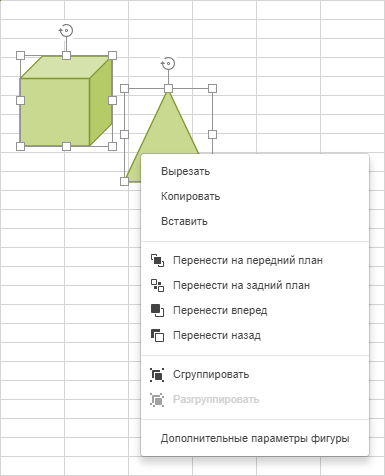 Вырезать
Копировать
Вставить
Перенести на передний план
Перенести на задний план
Перенести вперед
Перенести назад
Сгруппировать
Разгруппировать
Дополнительные параметры фигуры